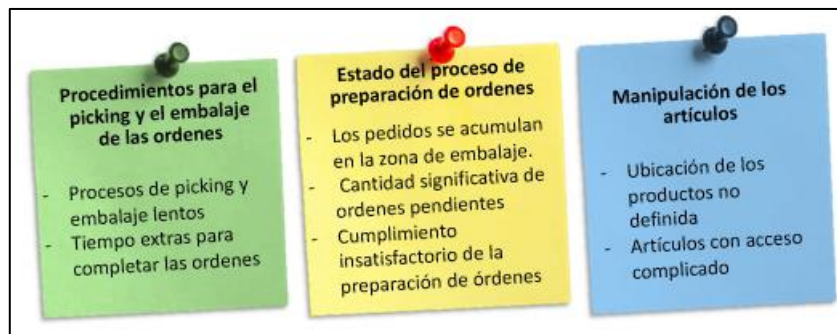 Procedimientos para el
picking y el embalaje
de las ordenes
- Procesos de picking y
embalaje lentos
- Tiempo extras para
completar las ordenes
Estado del proceso de
preparación de ordenes
- Los pedidos se acumulan
en la zona de embalaje.
- Cantidad significativa de
ordenes pendientes
- Cumplimiento
insatisfactorio de la
preparación de órdenes
Manipulación de los
artículos
- Ubicación de los
productos no
definida
- Artículos con acceso
complicado